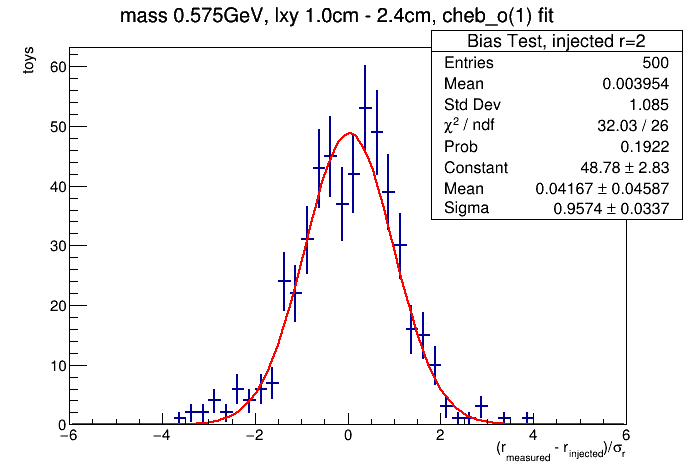 mass 0.575GeV, lxy 1.0cm - 2.4cm, cheb_o(1) fit
Bias Test, injected r=2
Entries 500
Mean 0.003954
Std Dev 1.085
χ² / ndf 32.03 / 26
Prob 0.1922
Constant 48.78 ± 2.83
Mean 0.04167 ± 0.04587
Sigma 0.9574 ± 0.0337
toys
60
50
40
30
20
10
0
−6 −4 −2 0 2 4 6
(r_measured - r_injected)/σ_r